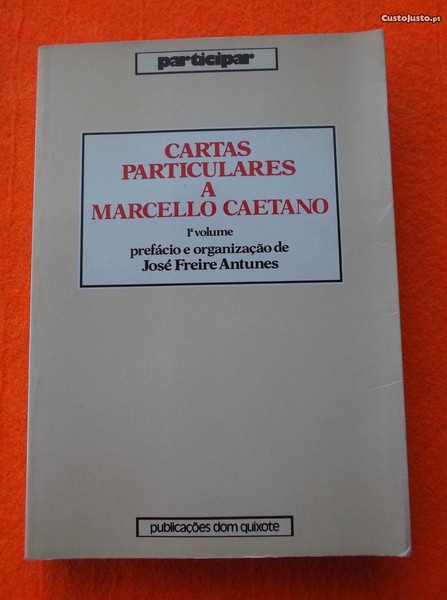 CustoJusto.pt
participar
CARTAS
PARTICULARES
A
MARCELLO CAETANO
1º volume
prefácio e organização de
José Freire Antunes
publicações dom quixote